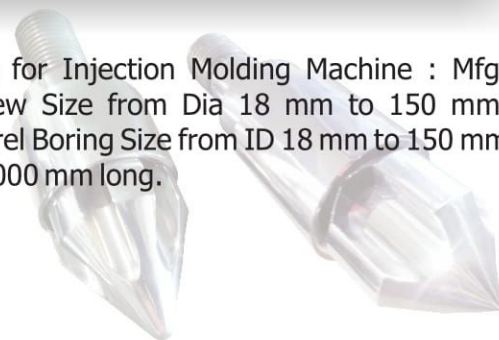 for Injection Molding Machine : Mfg
ew Size from Dia 18 mm to 150 mm
rel Boring Size from ID 18 mm to 150 mm
000 mm long.